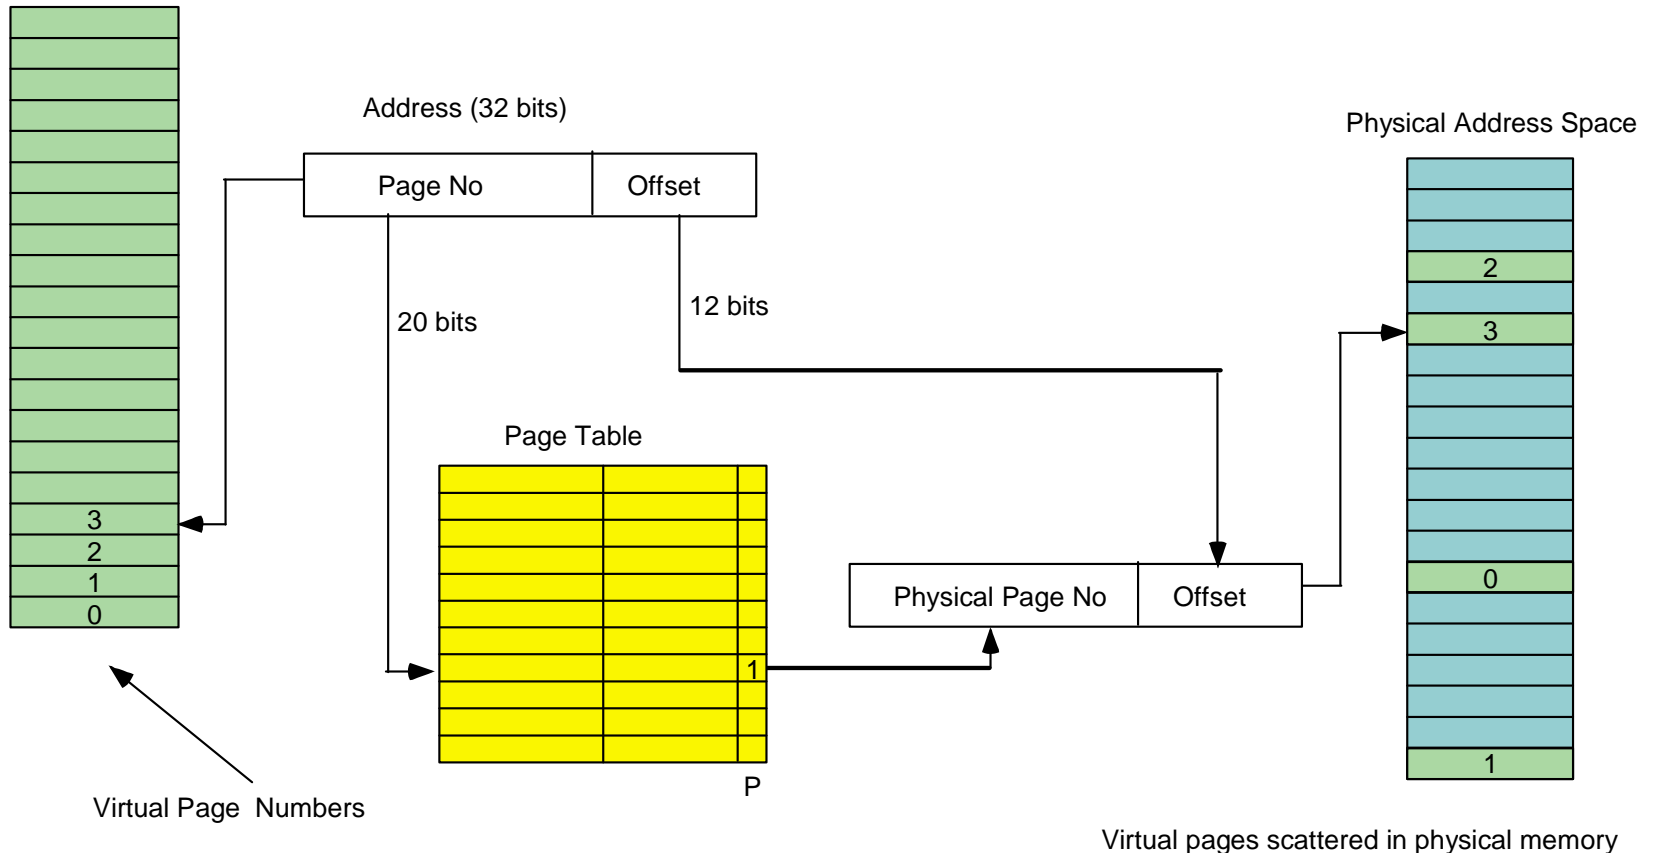 Address (32 bits)
Physical Address Space
Page No
Offset
2
12 bits
20 bits
3
Page Table
3
2
1
0
0
Physical Page No
Offset
1
1
P
Virtual Page  Numbers
Virtual pages scattered in physical memory